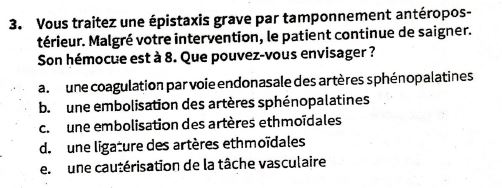 3. Vous traitez une épistaxis grave par tamponnement antéropos-
térieur. Malgré votre intervention, le patient continue de saigner.
Son hémocue est à 8. Que pouvez-vous envisager ?
a. une coagulation par voie endonasale des artères sphénopalatines
b. une embolisation des artères sphénopalatines
c. une embolisation des artères ethmoïdales
d. une ligature des artères ethmoïdales
e. une cautérisation de la tâche vasculaire